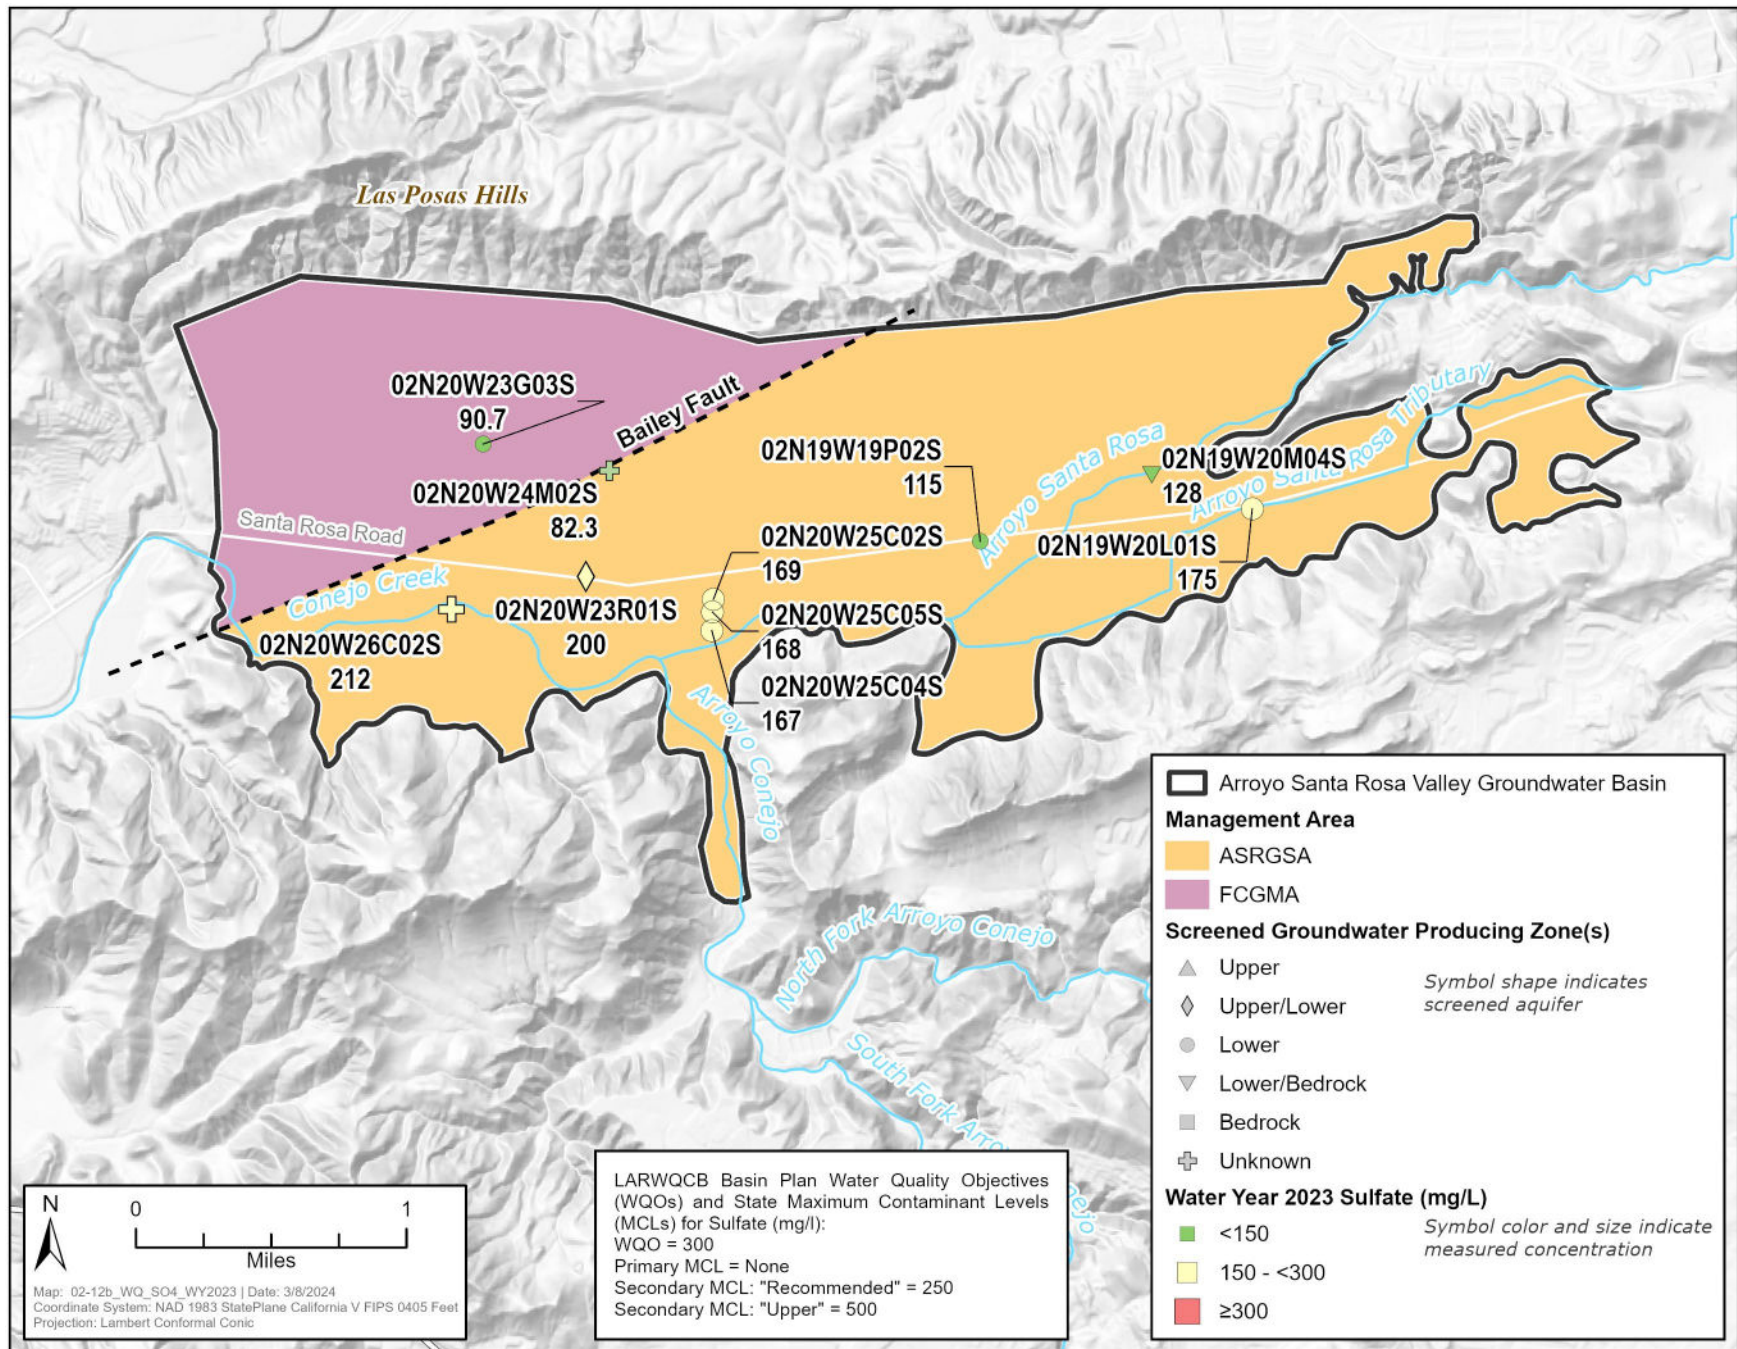 Las Posas Hills
02N20W23G03S
90.7
Bailey Fault
02N20W24M02S
82.3
Santa Rosa Road
Conejo Creek
02N19W19P02S
115
Arroyo Santa Rosa
02N19W20M04S
128
Arroyo Santa Rosa Tributary
02N20W25C02S
169
02N19W20L01S
175
02N20W23R01S
200
02N20W25C05S
168
02N20W26C02S
212
02N20W25C04S
167
Arroyo Conejo
North Fork Arroyo Conejo
South Fork Arro
nejo
Arroyo Santa Rosa Valley Groundwater Basin
Management Area
ASRGSA
FCGMA
Screened Groundwater Producing Zone(s)
Upper
Upper/Lower
Lower
Lower/Bedrock
Bedrock
Unknown
Symbol shape indicates
screened aquifer
Water Year 2023 Sulfate (mg/L)
<150
150 - <300
≥300
Symbol color and size indicate
measured concentration
LARWQCB Basin Plan Water Quality Objectives
(WQOs) and State Maximum Contaminant Levels
(MCLs) for Sulfate (mg/l):
WQO = 300
Primary MCL = None
Secondary MCL: "Recommended" = 250
Secondary MCL: "Upper" = 500
N
0 1
Miles
Map: 02-12b_WQ_SO4_WY2023 | Date: 3/8/2024
Coordinate System: NAD 1983 StatePlane California V FIPS 0405 Feet
Projection: Lambert Conformal Conic